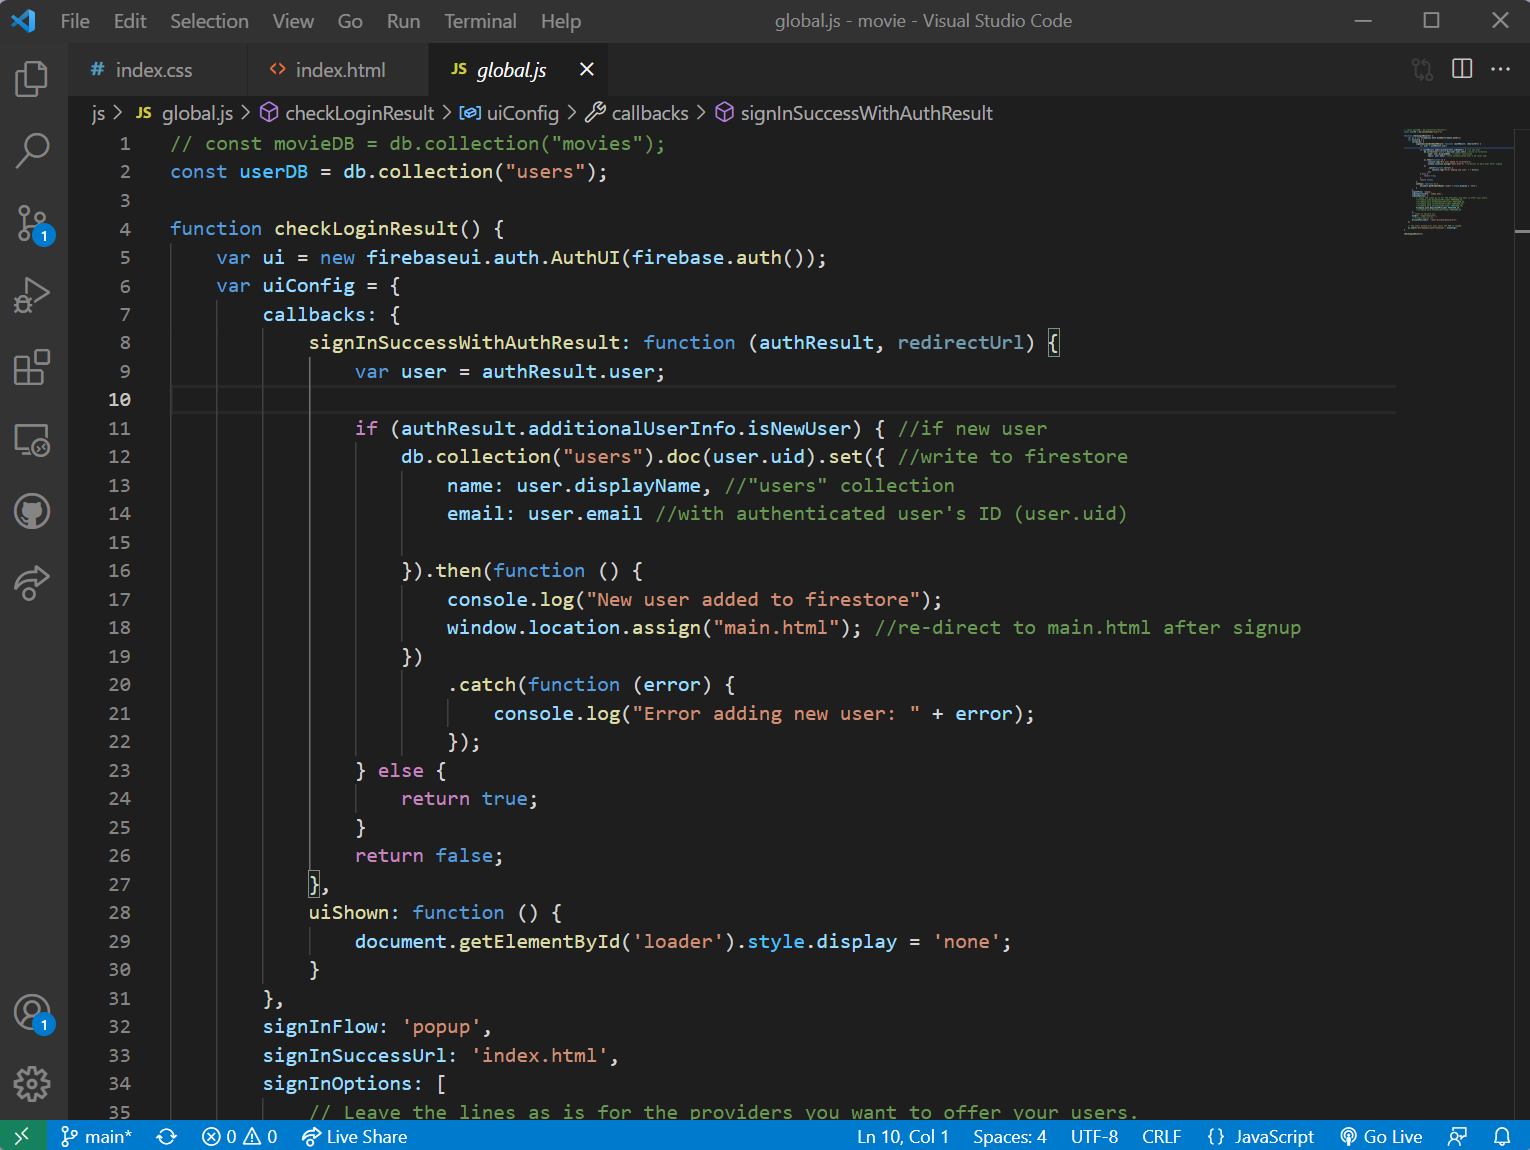 File Edit Selection View Go Run Terminal Help global.js - movie - Visual Studio Code
# index.css <> index.html JS global.js
js > JS global.js > checkLoginResult > uiConfig > callbacks > signInSuccessWithAuthResult
1 // const movieDB = db.collection("movies");
2 const userDB = db.collection("users");
3
4 function checkLoginResult() {
5 var ui = new firebaseui.auth.AuthUI(firebase.auth());
6 var uiConfig = {
7 callbacks: {
8 signInSuccessWithAuthResult: function (authResult, redirectUrl) {
9 var user = authResult.user;
10
11 if (authResult.additionalUserInfo.isNewUser) { //if new user
12 db.collection("users").doc(user.uid).set({ //write to firestore
13 name: user.displayName, //"users" collection
14 email: user.email //with authenticated user's ID (user.uid)
15
16 }).then(function () {
17 console.log("New user added to firestore");
18 window.location.assign("main.html"); //re-direct to main.html after signup
19 })
20 .catch(function (error) {
21 console.log("Error adding new user: " + error);
22 });
23 } else {
24 return true;
25 }
26 return false;
27 },
28 uiShown: function () {
29 document.getElementById('loader').style.display = 'none';
30 }
31 },
32 signInFlow: 'popup',
33 signInSuccessUrl: 'index.html',
34 signInOptions: [
35 // Leave the lines as is for the providers you want to offer your users.
1
1
main* 0 0 Live Share Ln 10, Col 1 Spaces: 4 UTF-8 CRLF {} JavaScript Go Live